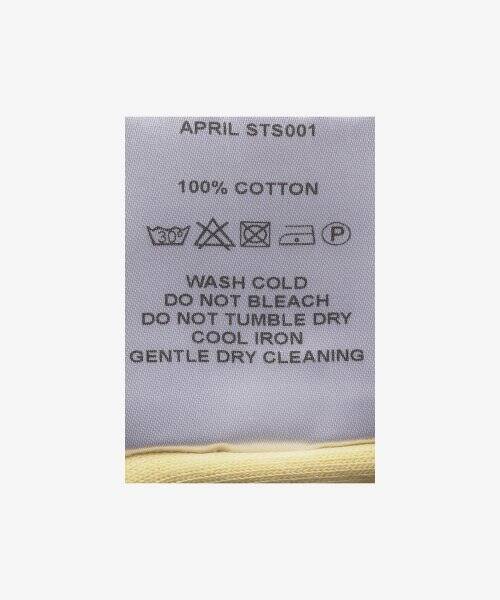 APRIL STS001
100% COTTON
30° P
WASH COLD
DO NOT BLEACH
DO NOT TUMBLE DRY
COOL IRON
GENTLE DRY CLEANING